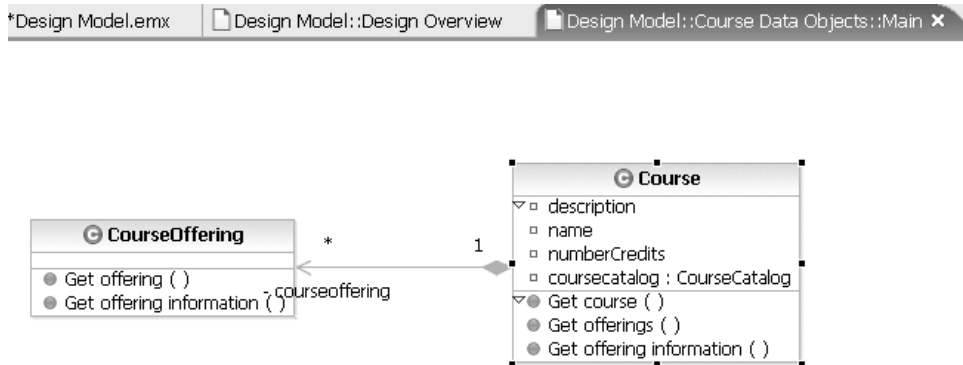 *Design Model.emx
Design Model::Design Overview
Design Model::Course Data Objects::Main
CourseOffering
Get offering ( )
Get offering information ( )
*
1
- courseoffering
Course
description
name
numberCredits
coursecatalog : CourseCatalog
Get course ( )
Get offerings ( )
Get offering information ( )